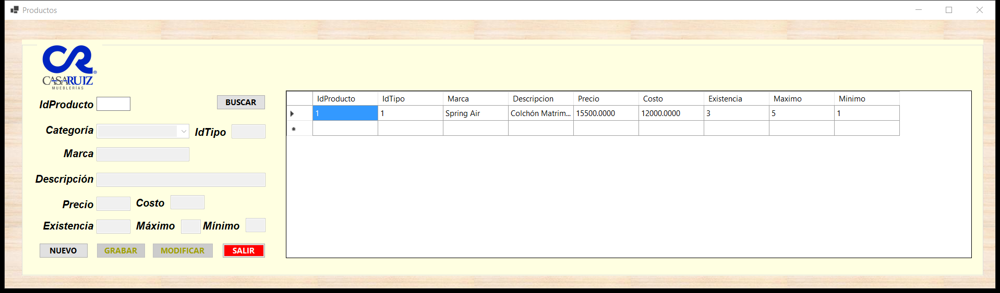 Productos
CR®
CASARUIZ
MUEBLERÍAS
IdProducto
BUSCAR
Categoría
IdTipo
Marca
Descripción
Precio
Costo
Existencia
Máximo
Mínimo
NUEVO GRABAR MODIFICAR SALIR
IdProducto IdTipo Marca Descripcion Precio Costo Existencia Maximo Minimo
1 1 Spring Air Colchón Matrim... 15500.0000 12000.0000 3 5 1